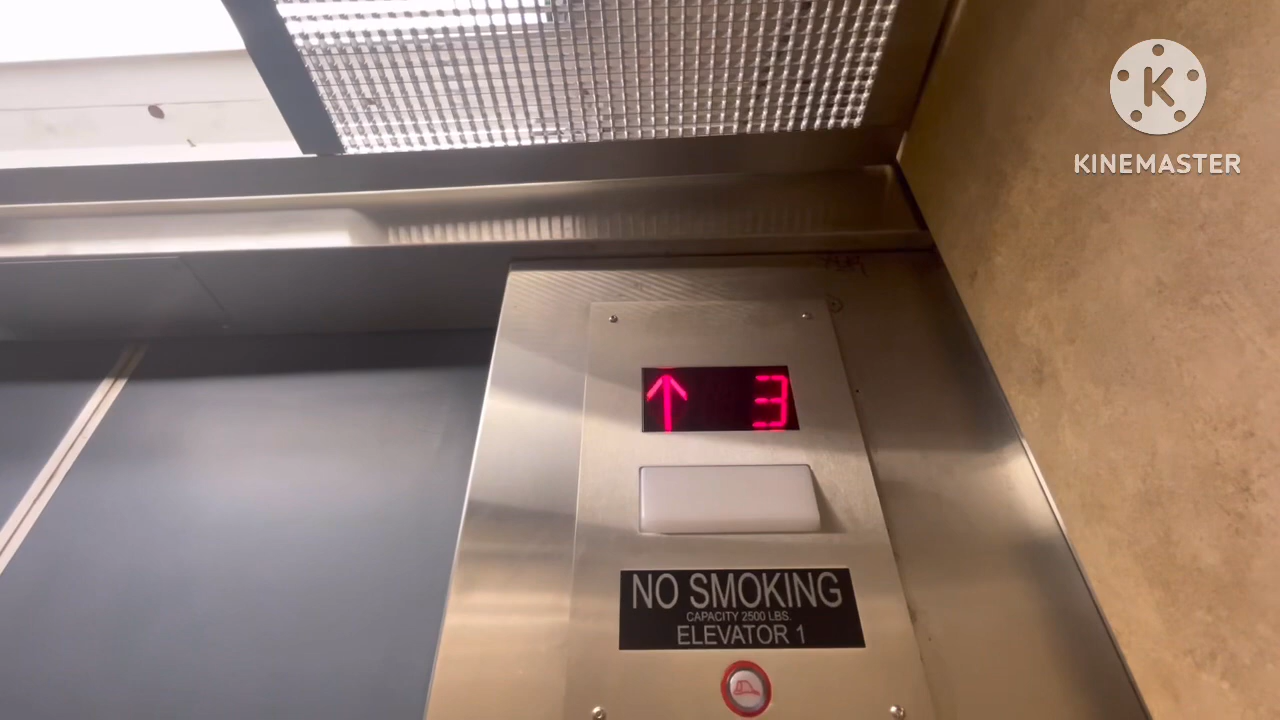 K
KINEMASTER
↑ 3
NO SMOKING
CAPACITY 2500 LBS.
ELEVATOR 1